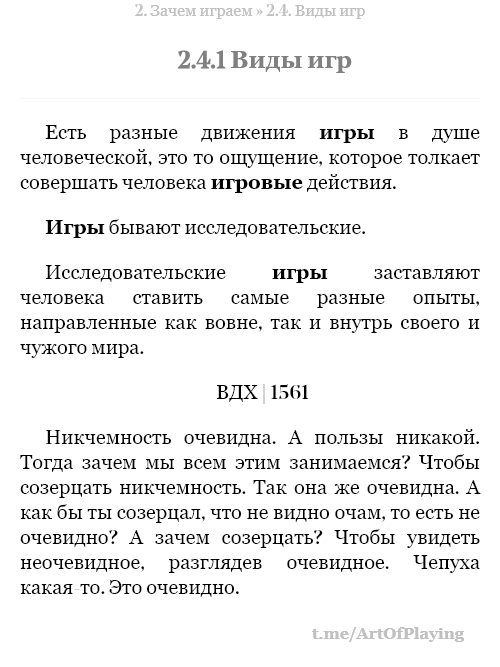 2. Зачем играем » 2.4. Виды игр
2.4.1 Виды игр
Есть разные движения игры в душе
человеческой, это то ощущение, которое толкает
совершать человека игровые действия.
Игры бывают исследовательские.
Исследовательские игры заставляют
человека ставить самые разные опыты,
направленные как вовне, так и внутрь своего и
чужого мира.
ВДХ | 1561
Никчемность очевидна. А пользы никакой.
Тогда зачем мы всем этим занимаемся? Чтобы
созерцать никчемность. Так она же очевидна. А
как бы ты созерцал, что не видно очам, то есть не
очевидно? А зачем созерцать? Чтобы увидеть
неочевидное, разглядев очевидное. Чепуха
какая-то. Это очевидно.
t.me/ArtOfPlaying